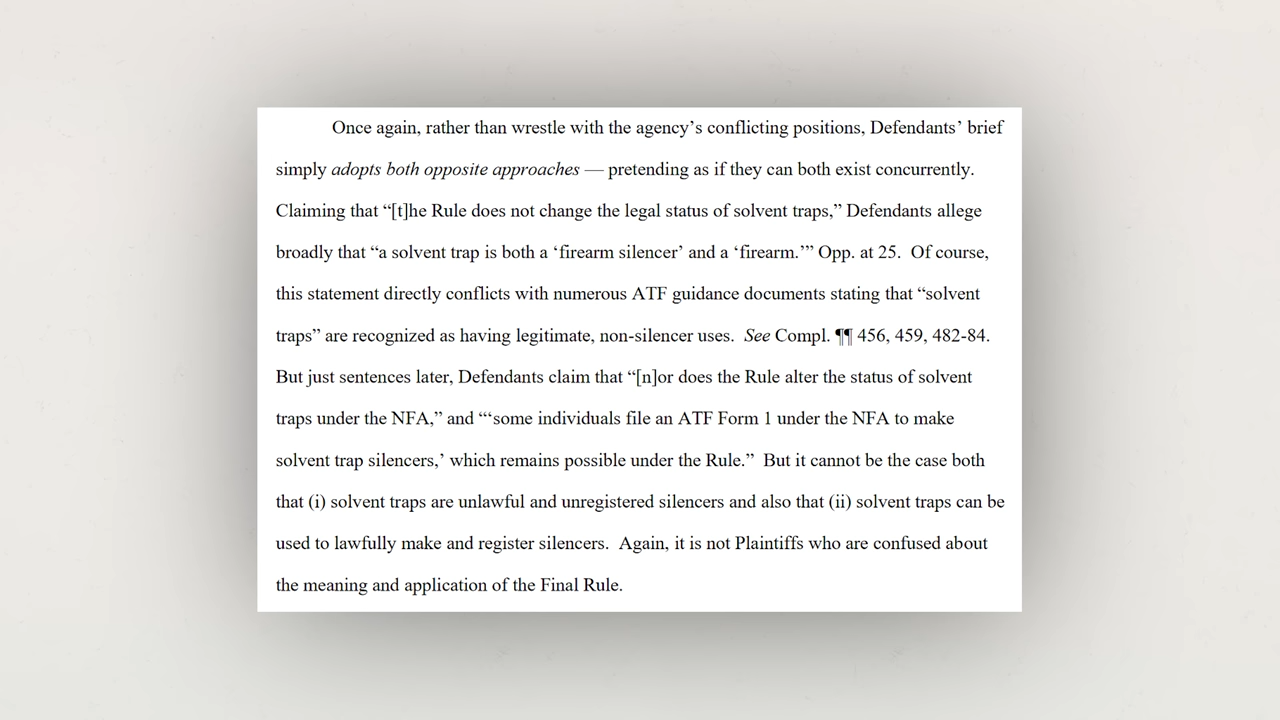 Once again, rather than wrestle with the agency’s conflicting positions, Defendants’ brief
simply adopts both opposite approaches — pretending as if they can both exist concurrently.
Claiming that “[t]he Rule does not change the legal status of solvent traps,” Defendants allege
broadly that “a solvent trap is both a ‘firearm silencer’ and a ‘firearm.’” Opp. at 25.  Of course,
this statement directly conflicts with numerous ATF guidance documents stating that “solvent
traps” are recognized as having legitimate, non-silencer uses.  See Compl. ¶¶ 456, 459, 482-84.
But just sentences later, Defendants claim that “[n]or does the Rule alter the status of solvent
traps under the NFA,” and “‘some individuals file an ATF Form 1 under the NFA to make
solvent trap silencers,’ which remains possible under the Rule.”  But it cannot be the case both
that (i) solvent traps are unlawful and unregistered silencers and also that (ii) solvent traps can be
used to lawfully make and register silencers.  Again, it is not Plaintiffs who are confused about
the meaning and application of the Final Rule.